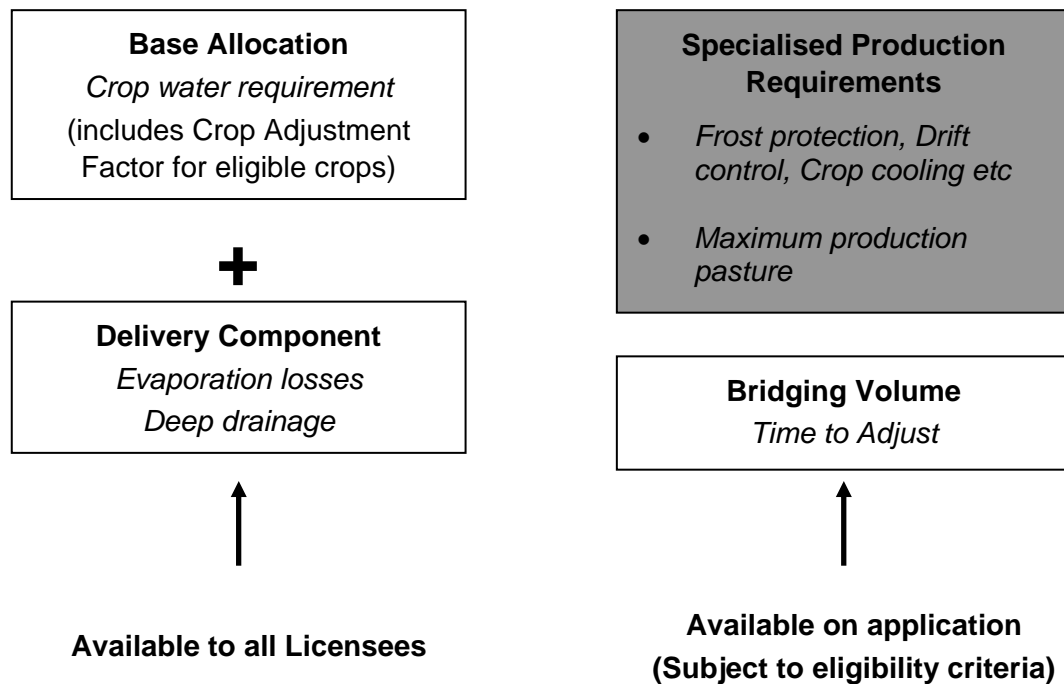 Base Allocation
Crop water requirement
(includes Crop Adjustment
Factor for eligible crops)
+
Delivery Component
Evaporation losses
Deep drainage
Available to all Licensees
Specialised Production
Requirements
• Frost protection, Drift
control, Crop cooling etc
• Maximum production
pasture
Bridging Volume
Time to Adjust
Available on application
(Subject to eligibility criteria)